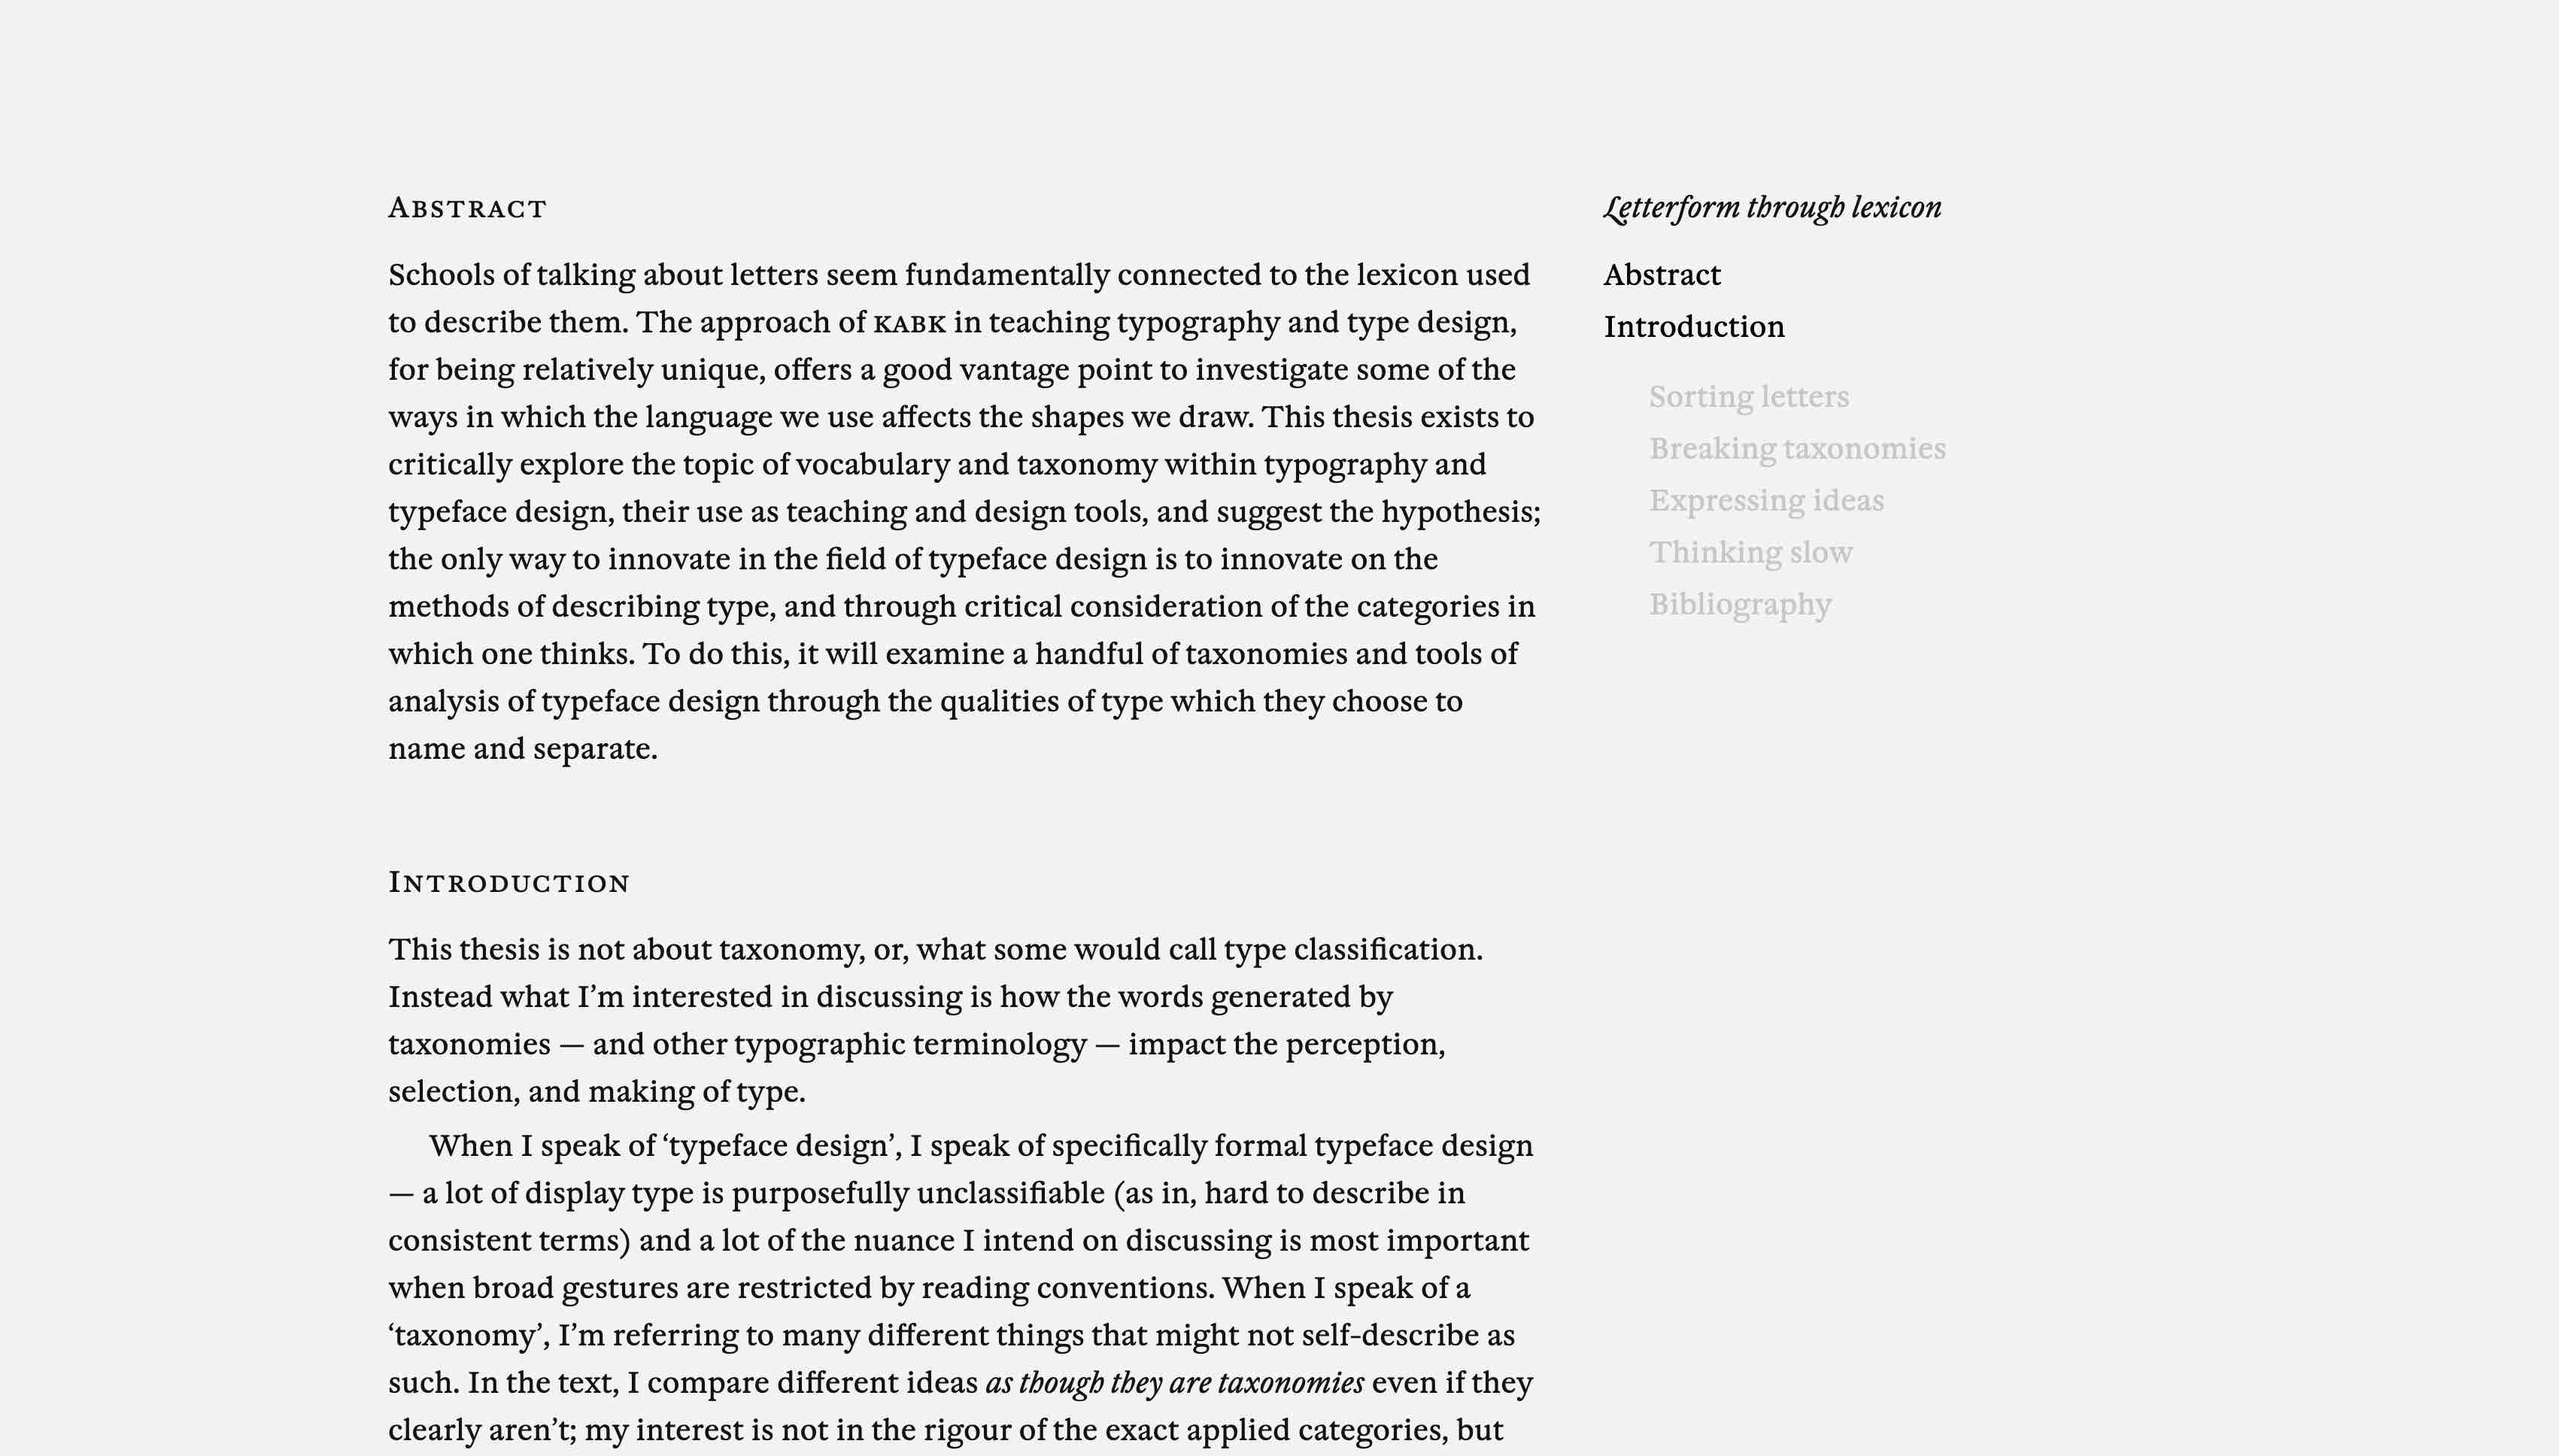 Abstract
Schools of talking about letters seem fundamentally connected to the lexicon used
to describe them. The approach of KABK in teaching typography and type design,
for being relatively unique, offers a good vantage point to investigate some of the
ways in which the language we use affects the shapes we draw. This thesis exists to
critically explore the topic of vocabulary and taxonomy within typography and
typeface design, their use as teaching and design tools, and suggest the hypothesis;
the only way to innovate in the field of typeface design is to innovate on the
methods of describing type, and through critical consideration of the categories in
which one thinks. To do this, it will examine a handful of taxonomies and tools of
analysis of typeface design through the qualities of type which they choose to
name and separate.
Introduction
This thesis is not about taxonomy, or, what some would call type classification.
Instead what I’m interested in discussing is how the words generated by
taxonomies — and other typographic terminology — impact the perception,
selection, and making of type.
When I speak of ‘typeface design’, I speak of specifically formal typeface design
— a lot of display type is purposefully unclassifiable (as in, hard to describe in
consistent terms) and a lot of the nuance I intend on discussing is most important
when broad gestures are restricted by reading conventions. When I speak of a
‘taxonomy’, I’m referring to many different things that might not self-describe as
such. In the text, I compare different ideas as though they are taxonomies even if they
clearly aren’t; my interest is not in the rigour of the exact applied categories, but
Letterform through lexicon
Abstract
Introduction
Sorting letters
Breaking taxonomies
Expressing ideas
Thinking slow
Bibliography